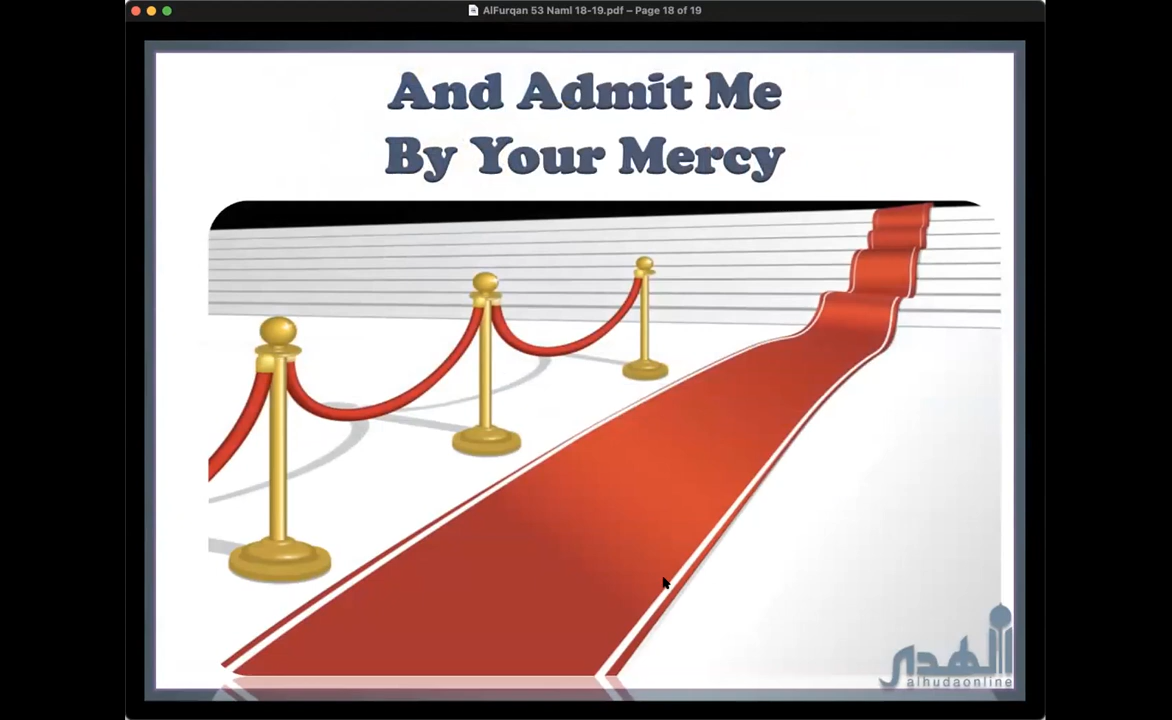 AlFurqan 53 Naml 18-19.pdf – Page 18 of 19
And Admit Me
By Your Mercy
الهدى
alhudaonline